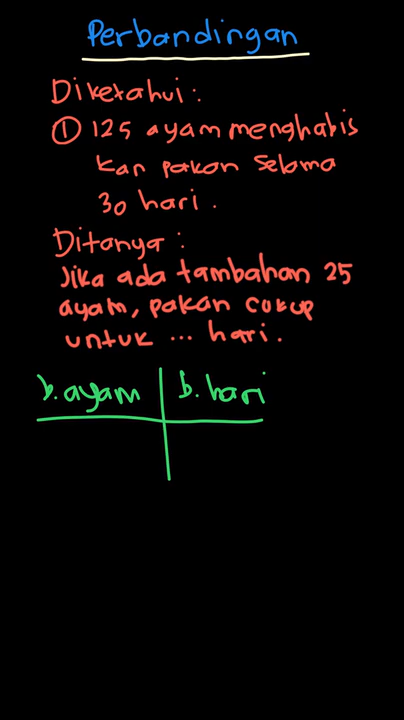 Perbandingan
Diketahui :
① 125 ayam menghabis
kan pakan selama
30 hari .
Ditanya :
Jika ada tambahan 25
ayam, pakan cukup
untuk ... hari .
b. ayam | b. hari